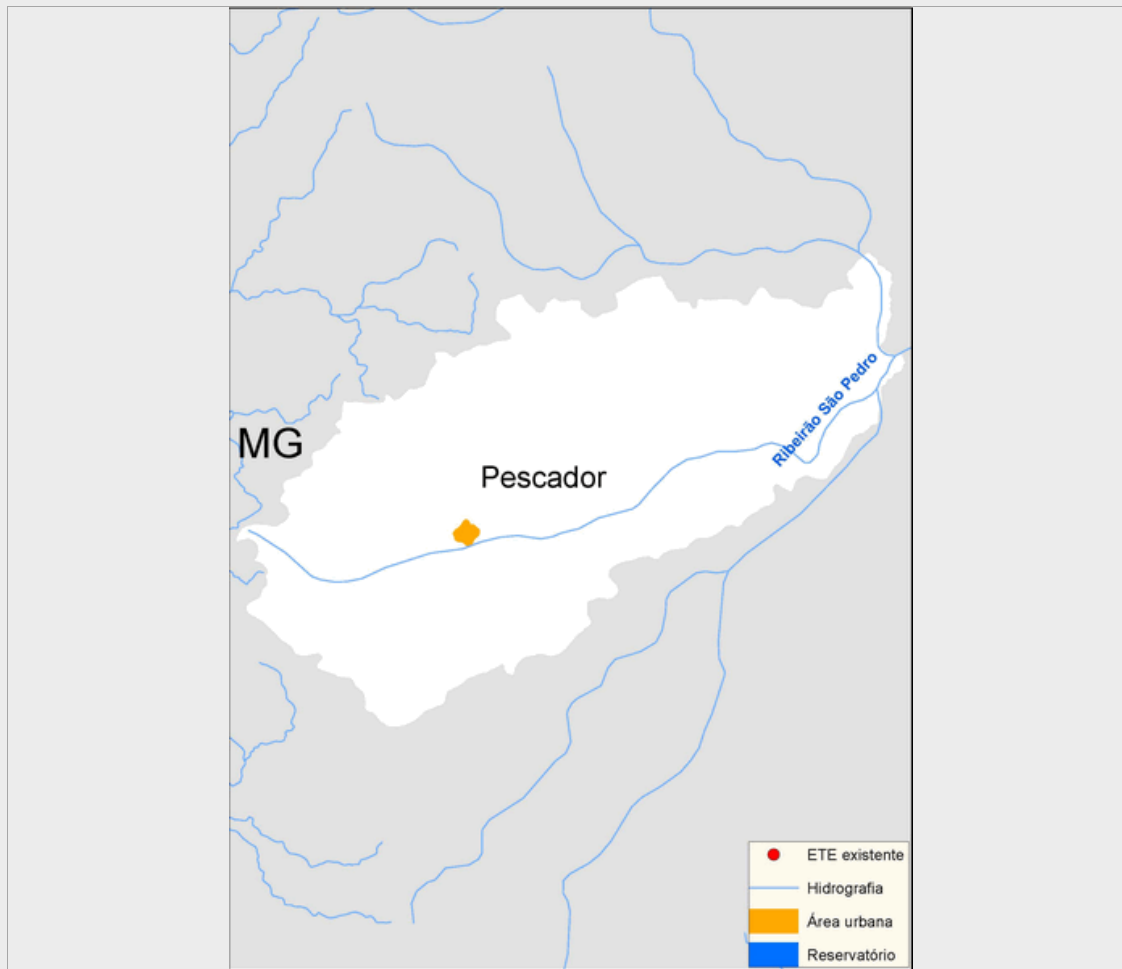 Ribeirão São Pedro
MG
Pescador
ETE existente
Hidrografia
Área urbana
Reservatório